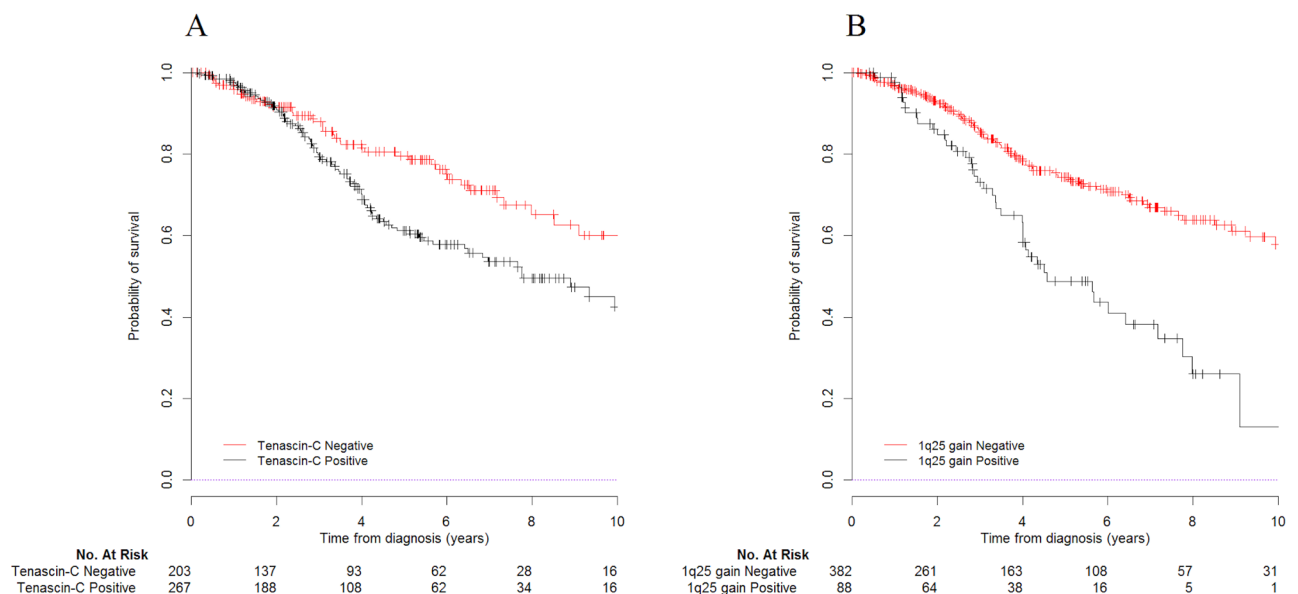 A
Probability of survival
1.0
0.8
0.6
0.4
0.2
0.0
Tenascin-C Negative
Tenascin-C Positive
0 2 4 6 8 10
Time from diagnosis (years)
No. At Risk
Tenascin-C Negative 203 137 93 62 28 16
Tenascin-C Positive 267 188 108 62 34 16
B
Probability of survival
1.0
0.8
0.6
0.4
0.2
0.0
1q25 gain Negative
1q25 gain Positive
0 2 4 6 8 10
Time from diagnosis (years)
No. At Risk
1q25 gain Negative 382 261 163 108 57 31
1q25 gain Positive 88 64 38 16 5 1